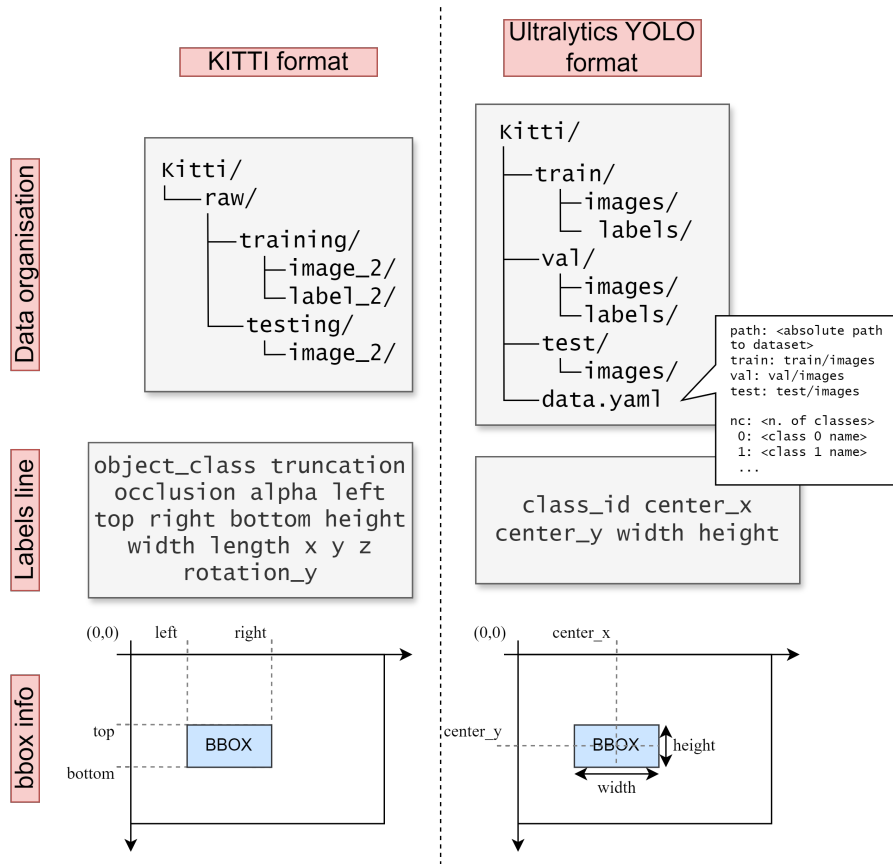 KITTI format
Ultralytics YOLO
format
Data organisation
Kitti/
raw/
training/
image_2/
label_2/
testing/
image_2/
Kitti/
train/
images/
labels/
val/
images/
labels/
test/
images/
data.yaml
path: <absolute path
to dataset>
train: train/images
val: val/images
test: test/images
nc: <n. of classes>
0: <class 0 name>
1: <class 1 name>
...
Labels line
object_class truncation
occlusion alpha left
top right bottom height
width length x y z
rotation_y
class_id center_x
center_y width height
bbox info
(0,0)
left
right
top
bottom
BBOX
(0,0)
center_x
center_y
BBOX
height
width